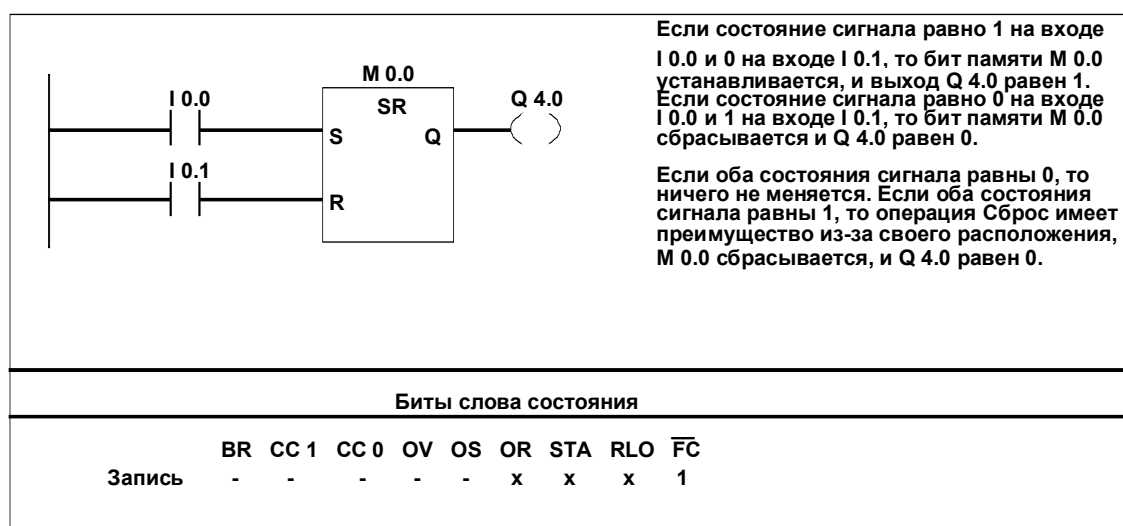 Если состояние сигнала равно 1 на входе
I 0.0 и 0 на входе I 0.1, то бит памяти M 0.0
устанавливается, и выход Q 4.0 равен 1.
Если состояние сигнала равно 0 на входе
I 0.0 и 1 на входе I 0.1, то бит памяти M 0.0
сбрасывается и Q 4.0 равен 0.
Если оба состояния сигнала равны 0, то
ничего не меняется. Если оба состояния
сигнала равны 1, то операция Сброс имеет
преимущество из-за своего расположения,
M 0.0 сбрасывается, и Q 4.0 равен 0.
M 0.0
I 0.0
SR
Q 4.0
S Q
I 0.1
R
Биты слова состояния
BR CC 1 CC 0 OV OS OR STA RLO F̅C̅
Запись - - - - - x x x 1